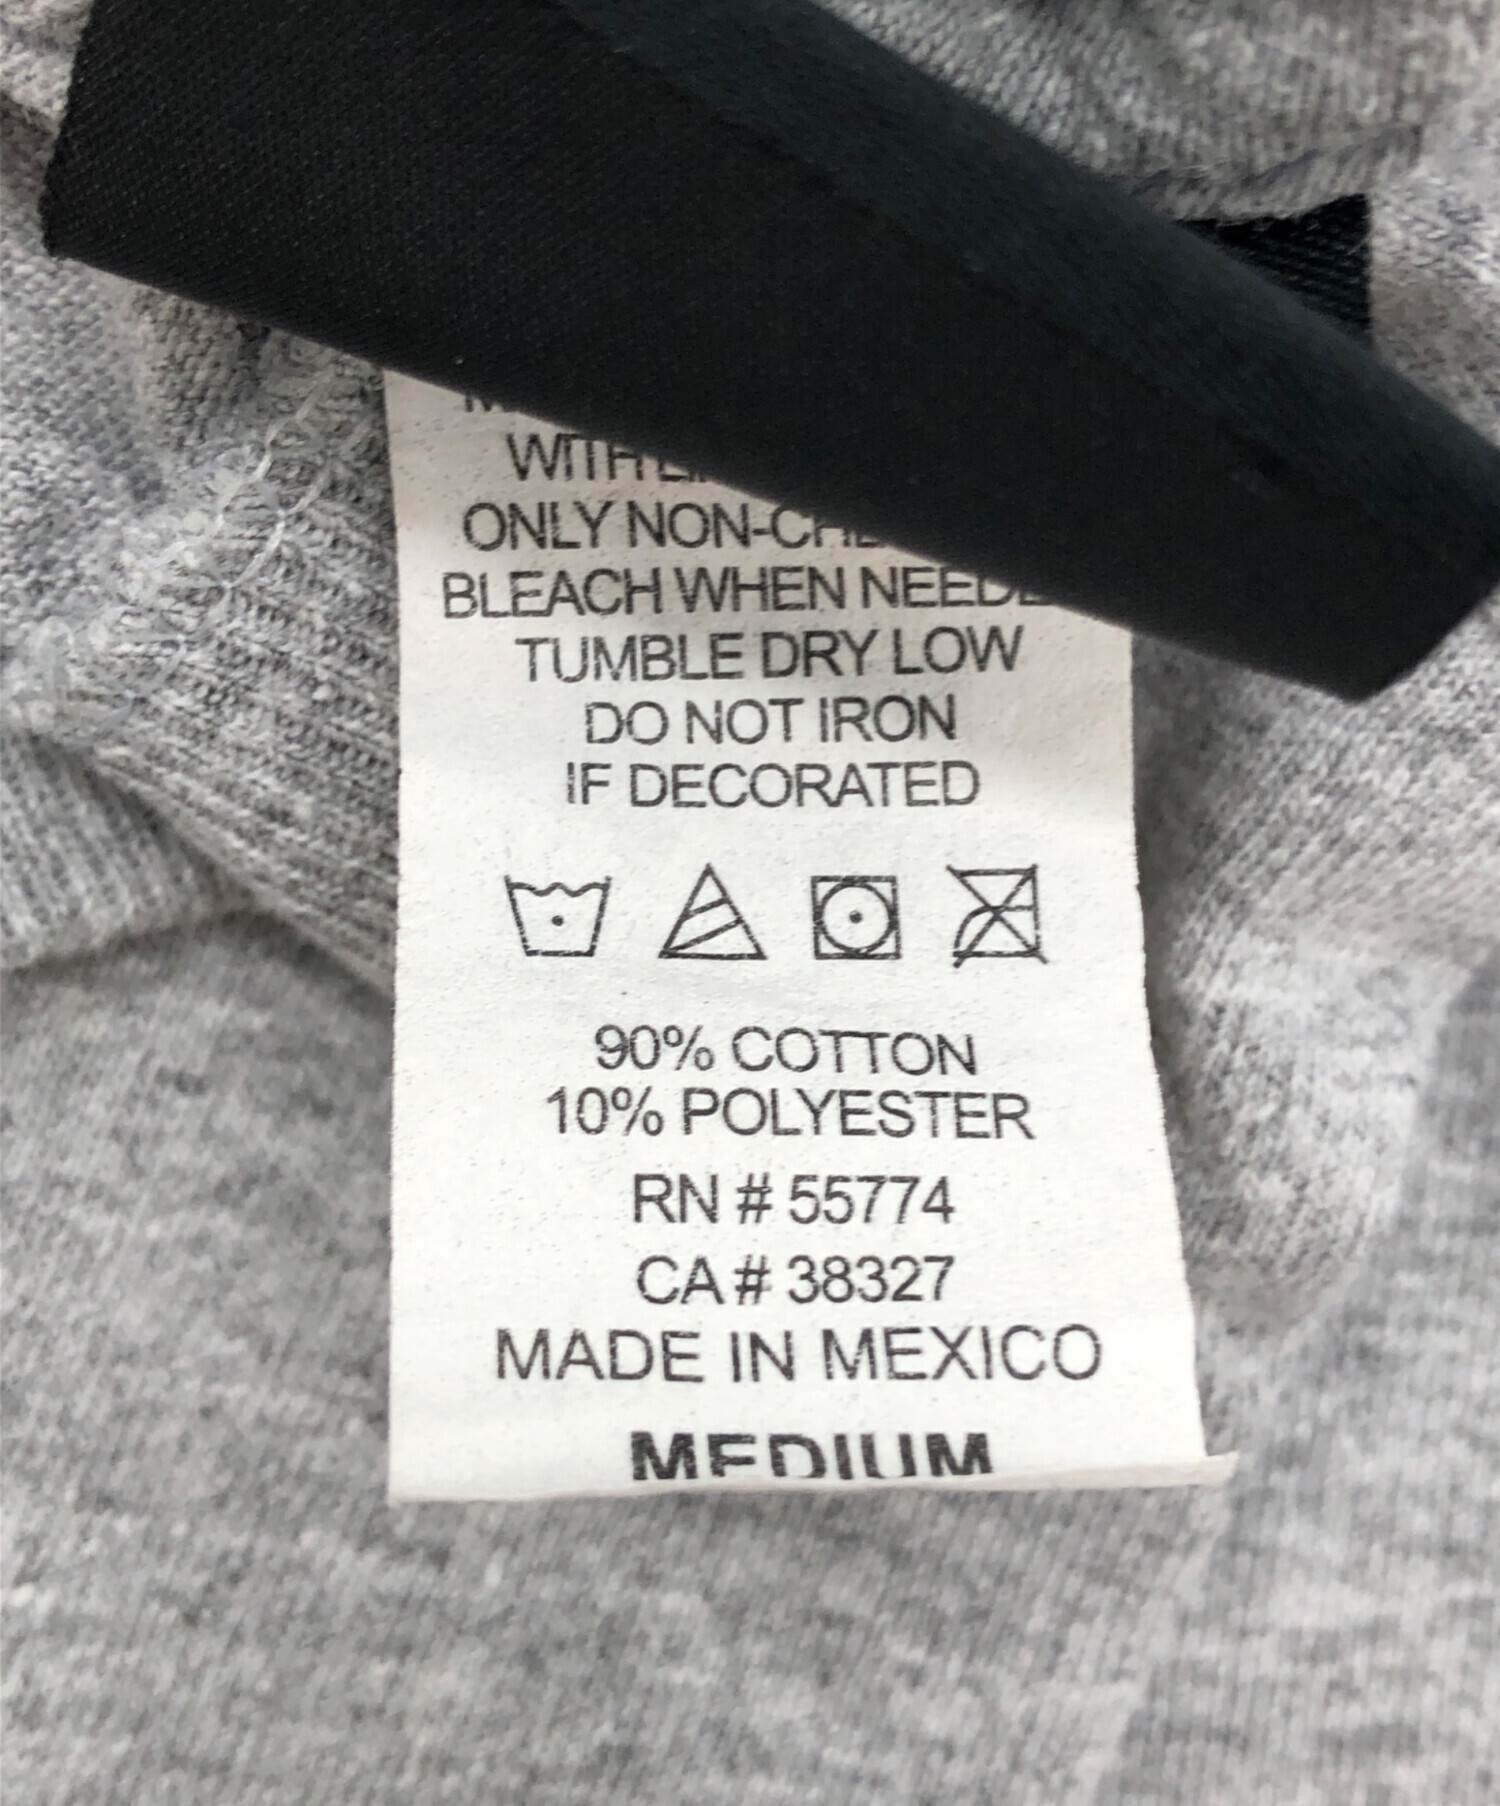 WITH
ONLY NON-
BLEACH WHEN
TUMBLE DRY LOW
DO NOT IRON
IF DECORATED
90% COTTON
10% POLYESTER
RN # 55774
CA # 38327
MADE IN MEXICO
MEDIUM